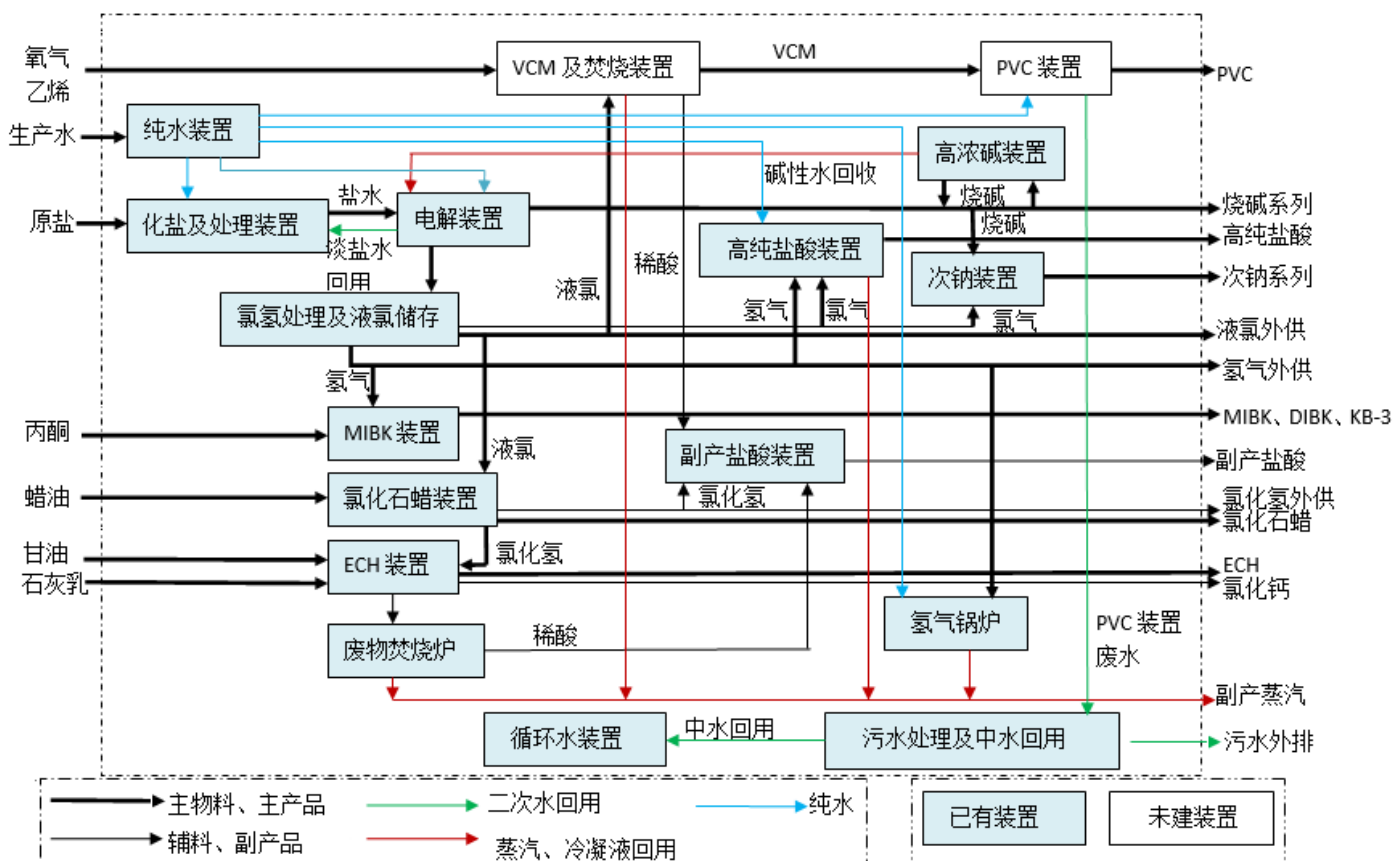 氧气
乙烯
VCM 及焚烧装置
VCM
PVC 装置
PVC
生产水
纯水装置
高浓碱装置
碱性水回收
原盐
化盐及处理装置
盐水
电解装置
烧碱
烧碱系列
淡盐水
回用
稀酸
高纯盐酸装置
烧碱
高纯盐酸
次钠装置
次钠系列
液氯
氯氢处理及液氯储存
氢气
氯气
氯气
液氯外供
氢气
氢气外供
丙酮
MIBK 装置
MIBK、DIBK、KB-3
液氯
副产盐酸装置
副产盐酸
蜡油
氯化石蜡装置
氯化氢
氯化氢外供
氯化石蜡
甘油
石灰乳
ECH 装置
氯化氢
ECH
氯化钙
废物焚烧炉
稀酸
氢气锅炉
PVC 装置
废水
副产蒸汽
循环水装置
中水回用
污水处理及中水回用
污水外排
主物料、主产品
二次水回用
纯水
辅料、副产品
蒸汽、冷凝液回用
已有装置
未建装置